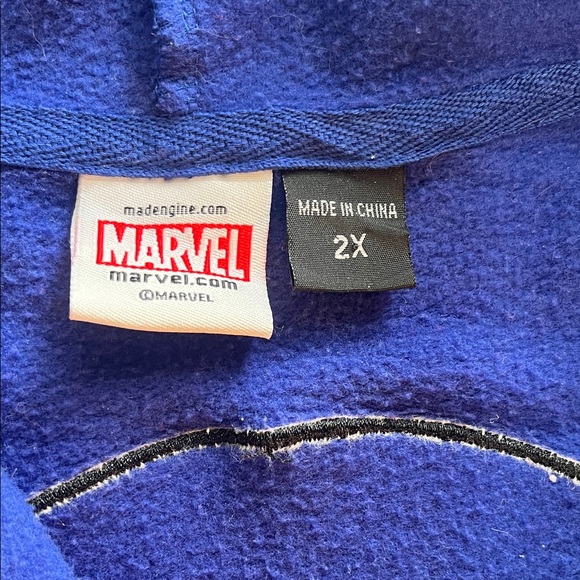 madengine.com
MARVEL
marvel.com
©MARVEL
MADE IN CHINA
2X